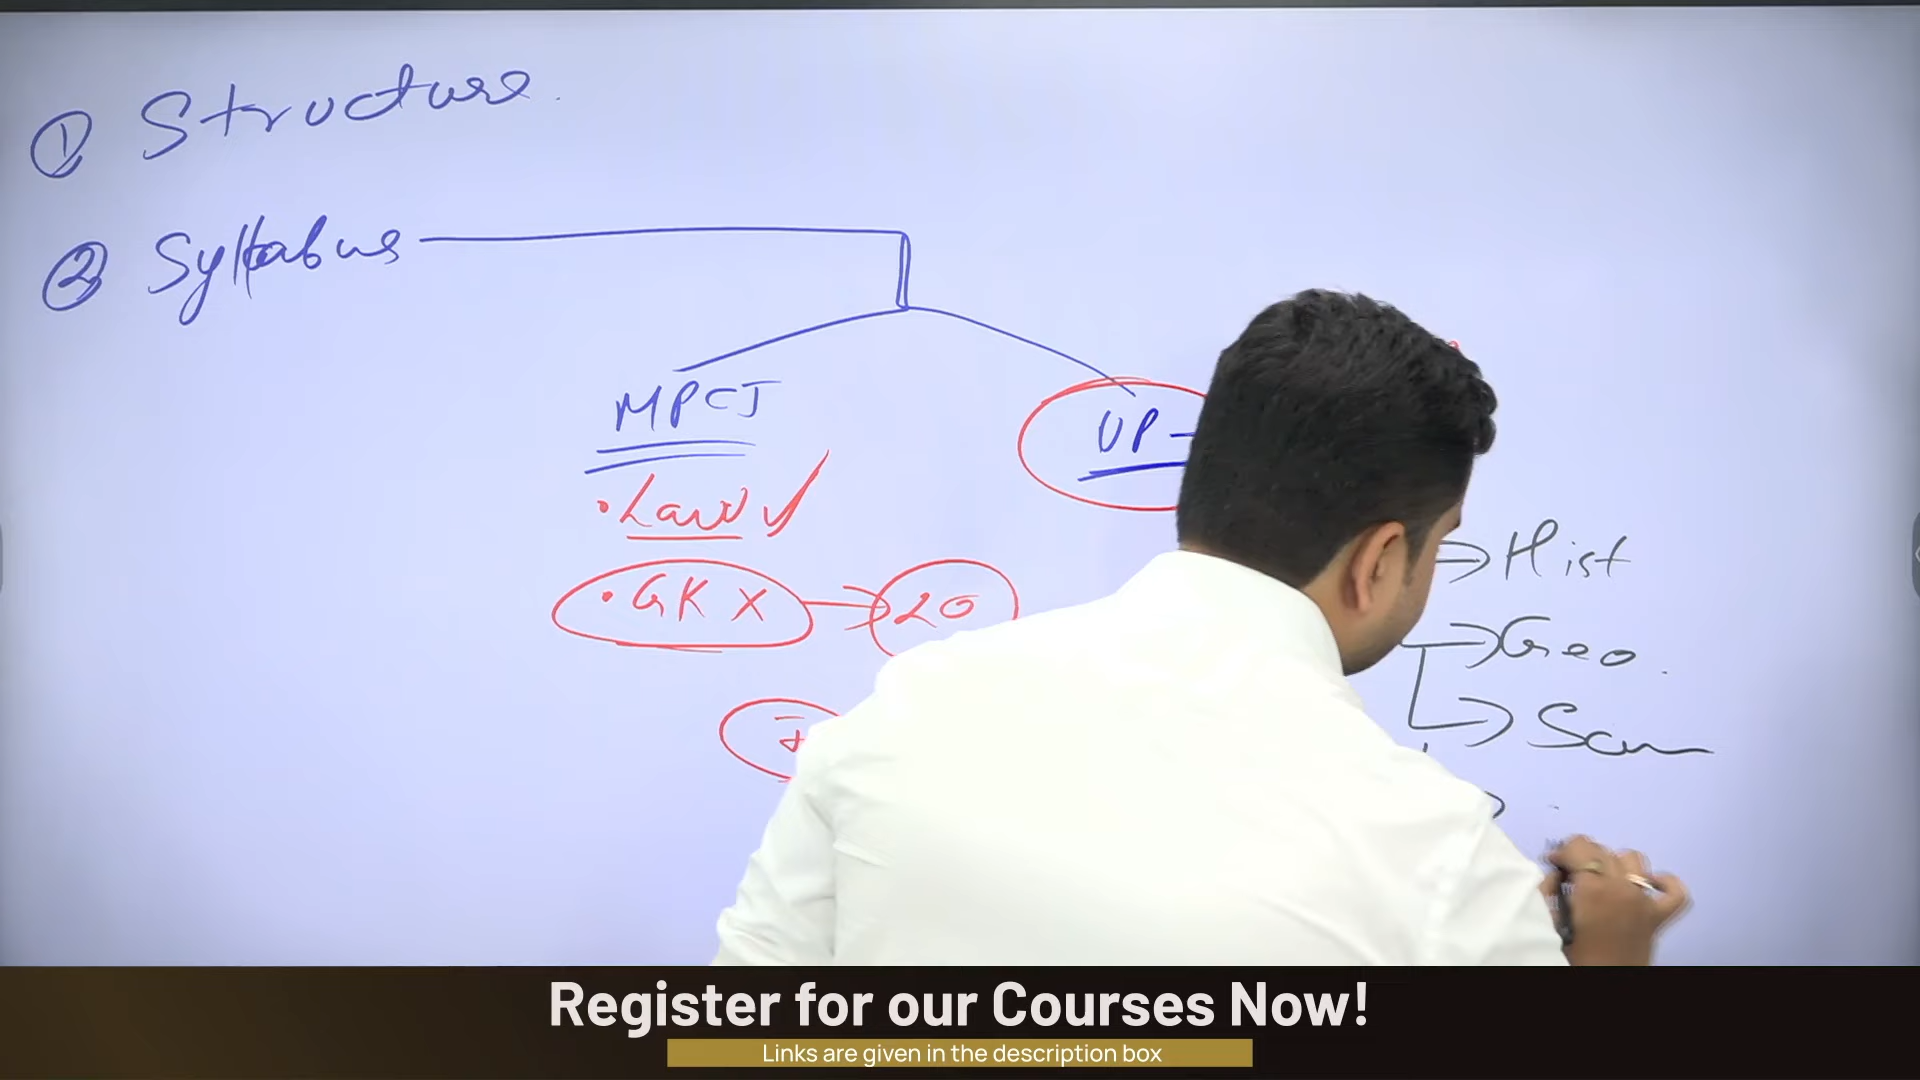 ① Structure
② Syllabus
MPCJ
UP -
• Law ✓
• GK X → 20
→ Hist
→ Geo.
→
Register for our Courses Now!
Links are given in the description box